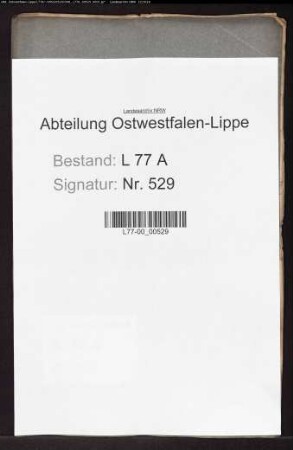 Landesarchiv NRW
Abteilung Ostwestfalen-Lippe
Bestand: L 77 A
Signatur: Nr. 529
L77-00_00529